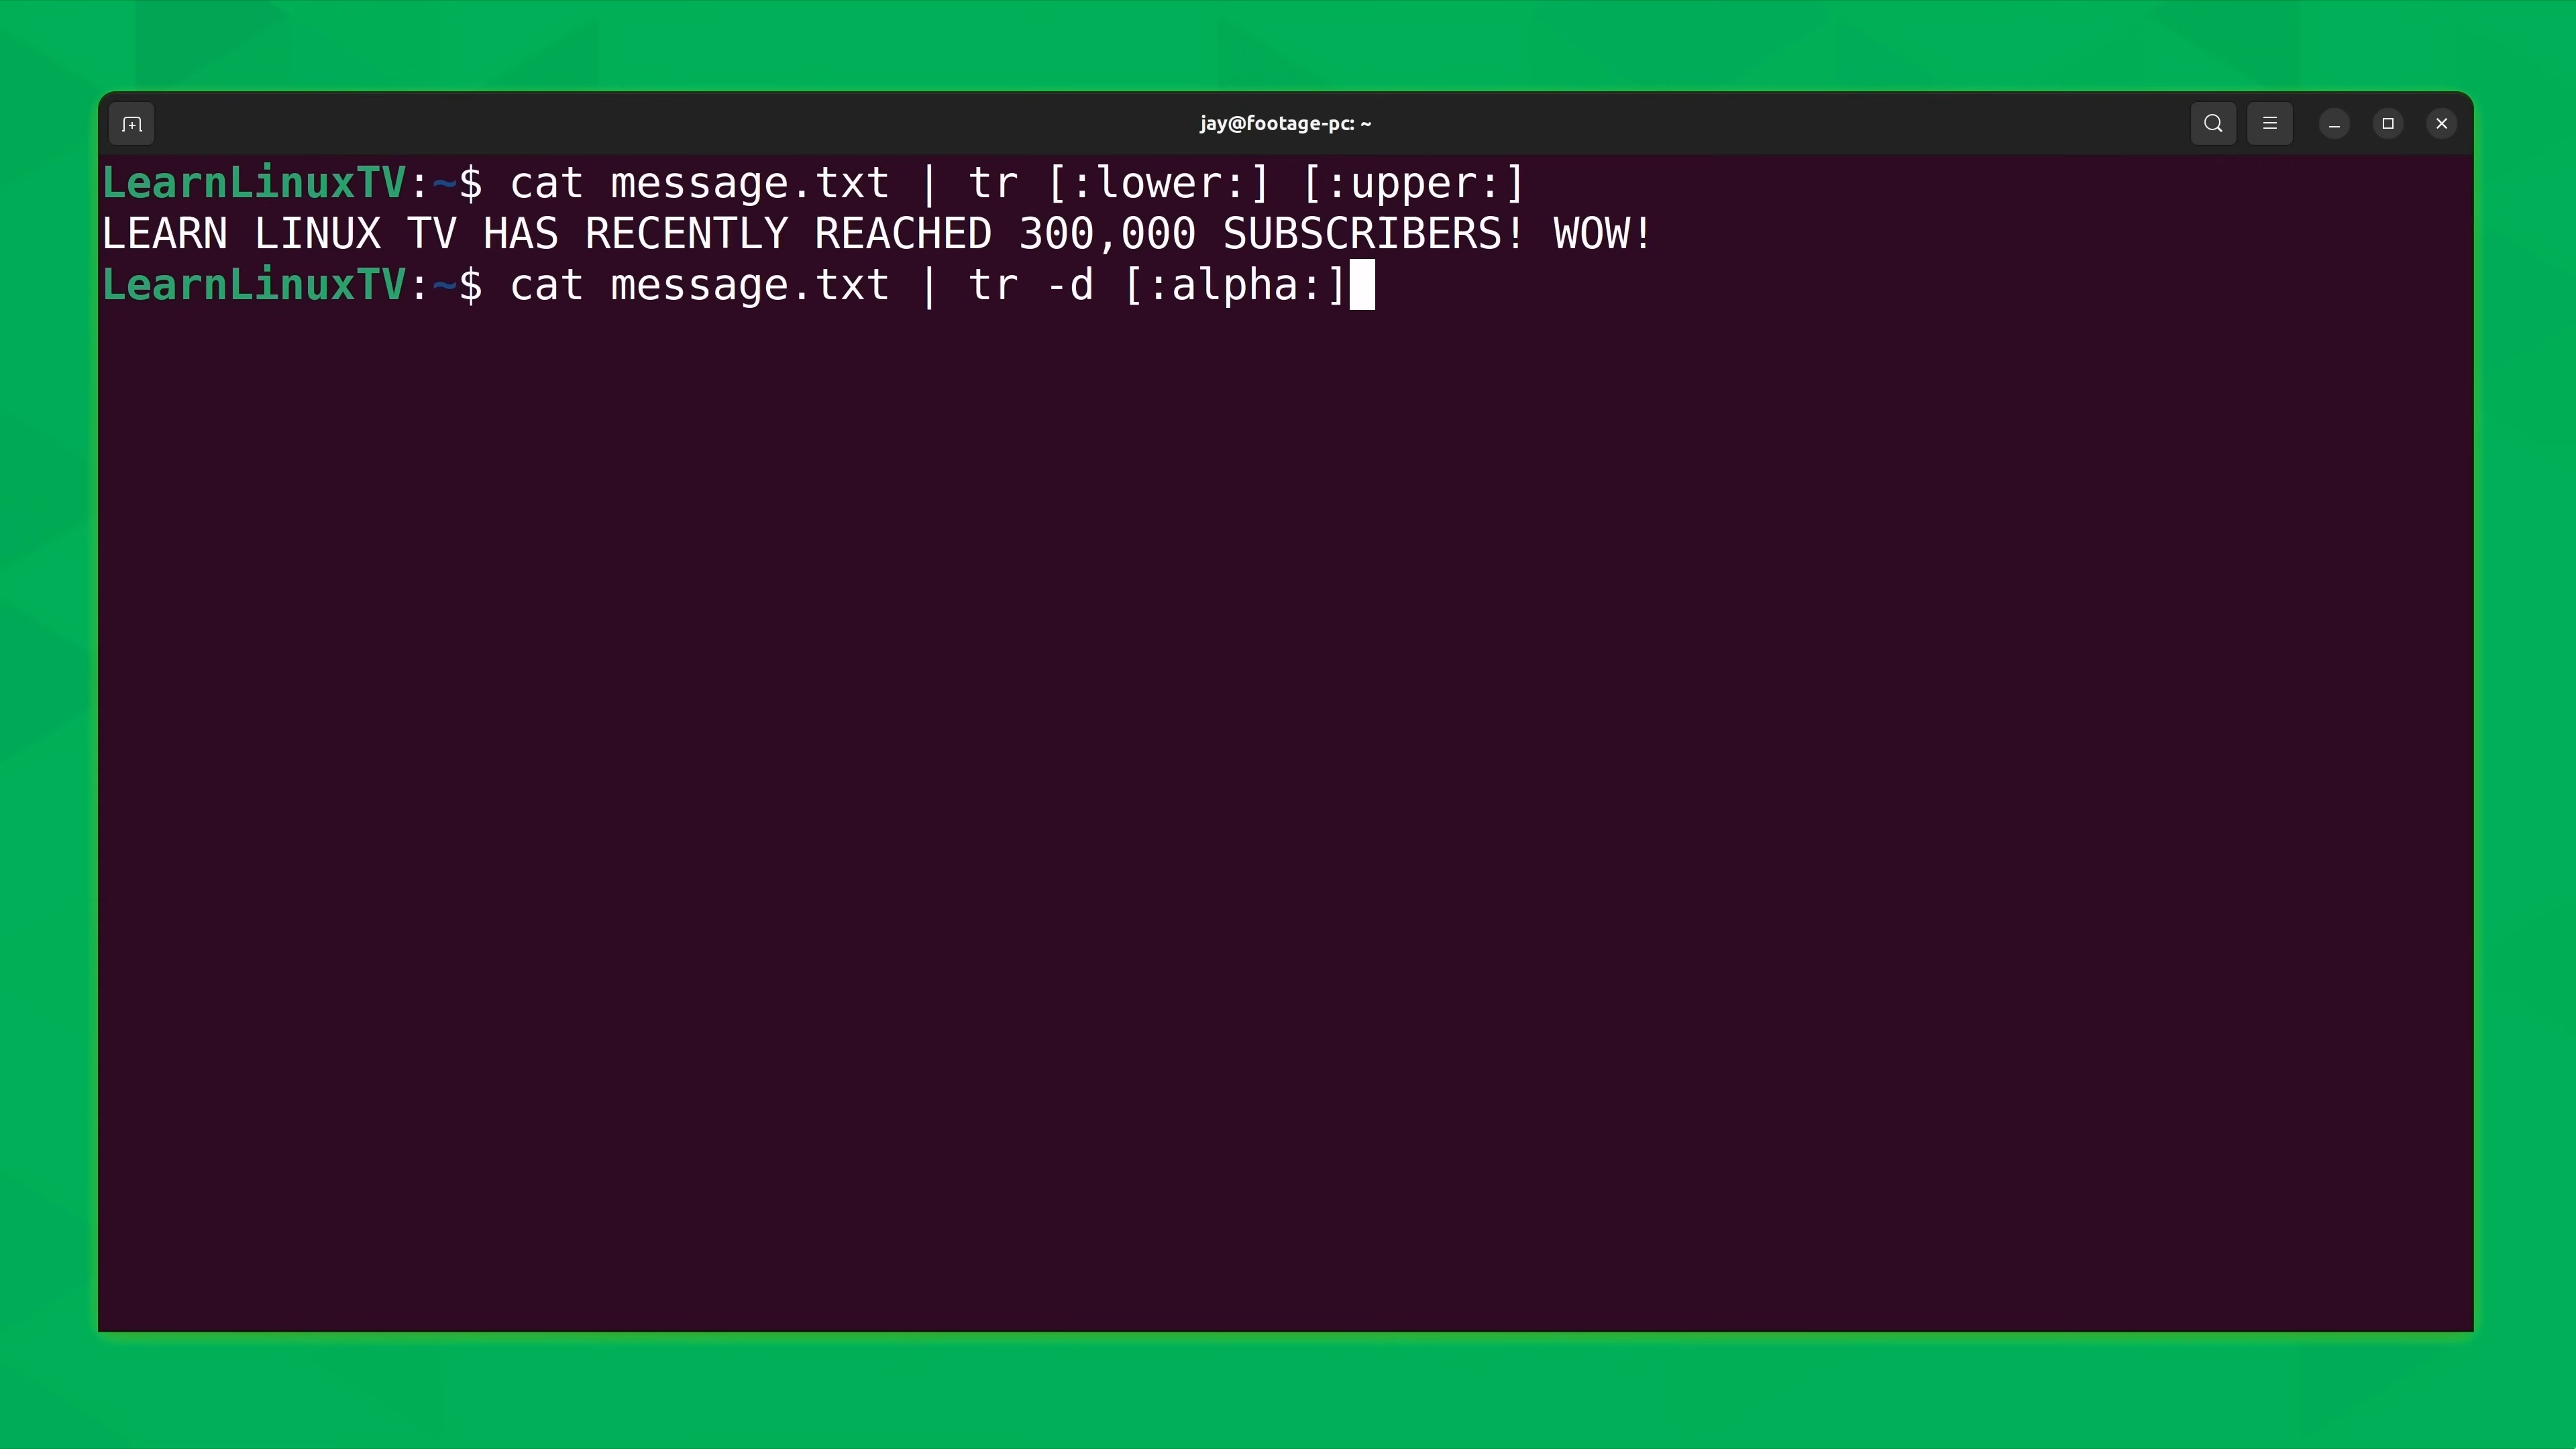 jay@footage-pc: ~
LearnLinuxTV:~$ cat message.txt | tr [:lower:] [:upper:]
LEARN LINUX TV HAS RECENTLY REACHED 300,000 SUBSCRIBERS! WOW!
LearnLinuxTV:~$ cat message.txt | tr -d [:alpha:]